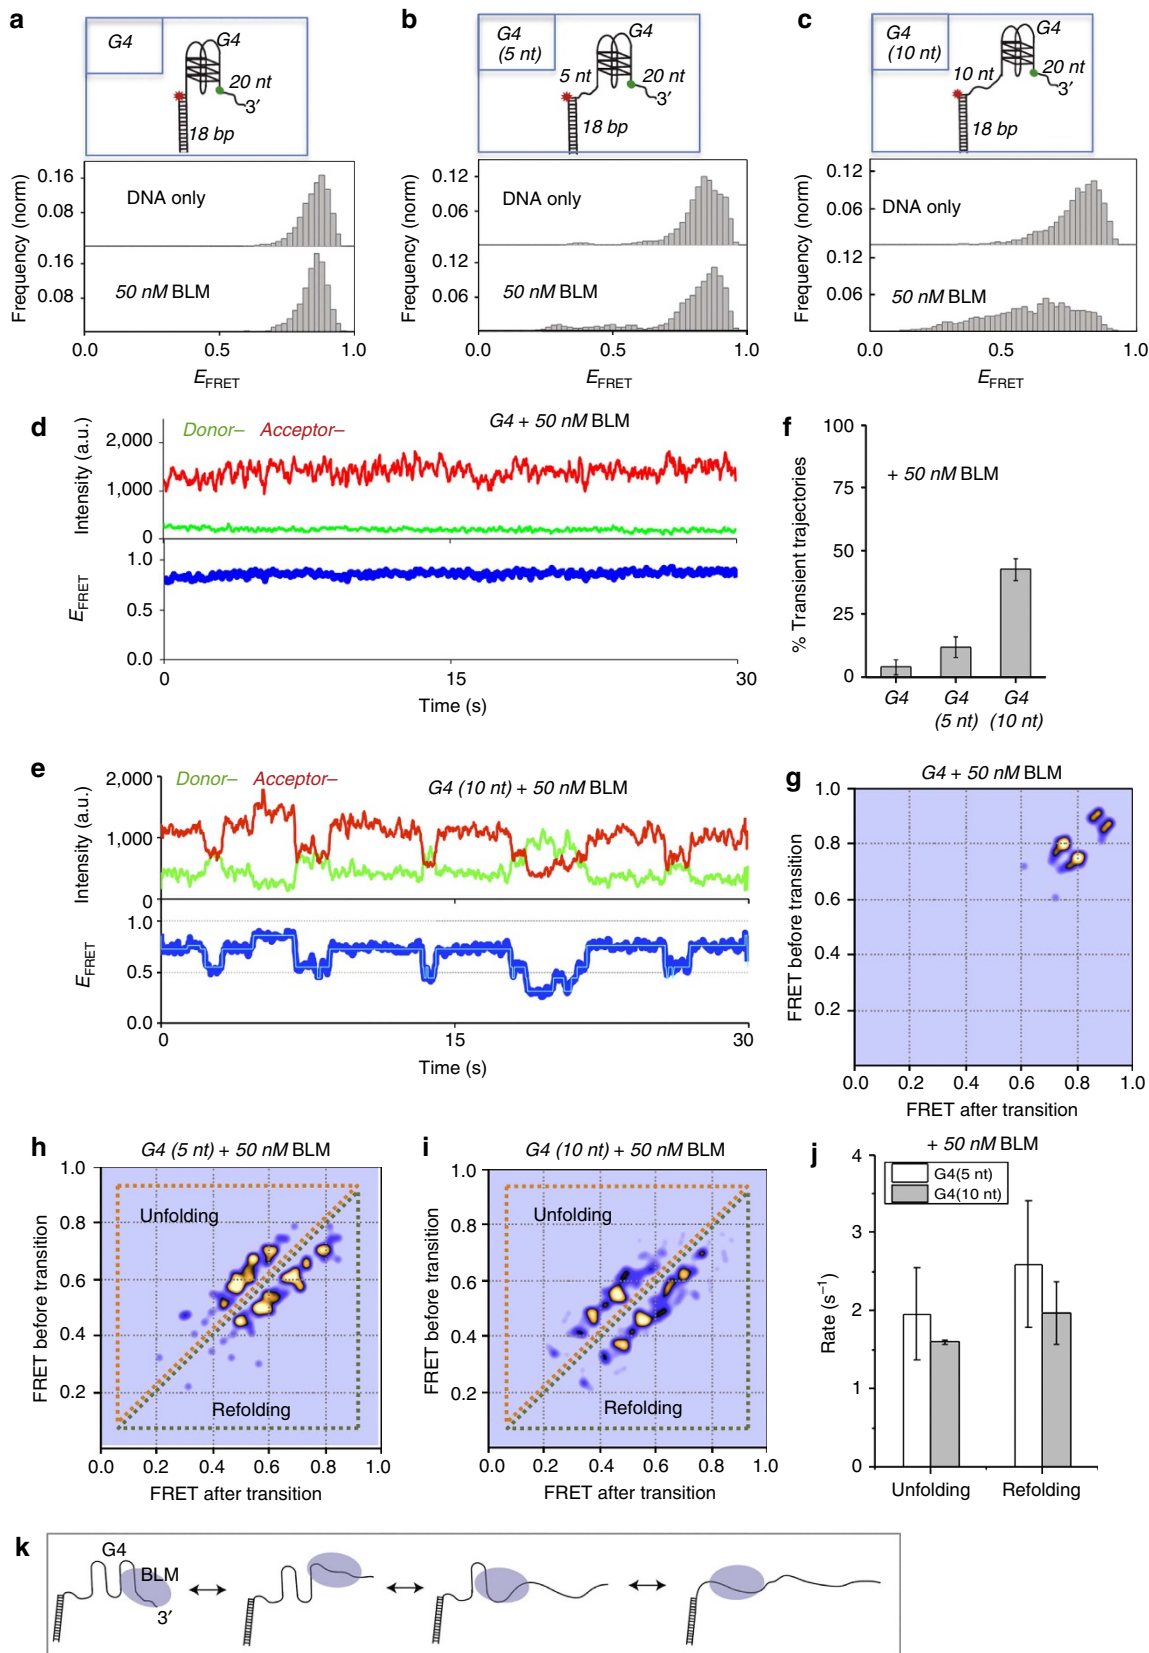 a
G4
G4
20 nt
3′
18 bp
Frequency (norm)
0.16
0.08
DNA only
0.16
0.08
50 nM BLM
0.0
0.5
1.0
E_FRET
b
G4
(5 nt)
G4
5 nt
20 nt
3′
18 bp
Frequency (norm)
0.12
0.06
DNA only
0.12
0.06
50 nM BLM
0.0
0.5
1.0
E_FRET
c
G4
(10 nt)
G4
10 nt
20 nt
3′
18 bp
Frequency (norm)
0.12
0.06
DNA only
0.12
0.06
50 nM BLM
0.0
0.5
1.0
E_FRET
d
Donor–
Acceptor–
G4 + 50 nM BLM
Intensity (a.u.)
2,000
1,000
0
E_FRET
1.0
0.5
0.0
0
15
30
Time (s)
f
% Transient trajectories
100
75
50
25
0
+ 50 nM BLM
G4
G4
(5 nt)
G4
(10 nt)
e
Donor–
Acceptor–
G4 (10 nt) + 50 nM BLM
Intensity (a.u.)
2,000
1,000
0
E_FRET
1.0
0.5
0.0
0
15
30
Time (s)
g
G4 + 50 nM BLM
FRET before transition
1.0
0.8
0.6
0.4
0.2
0.0
0.2
0.4
0.6
0.8
1.0
FRET after transition
h
G4 (5 nt) + 50 nM BLM
FRET before transition
1.0
0.8
0.6
0.4
0.2
Unfolding
Refolding
0.0
0.2
0.4
0.6
0.8
1.0
FRET after transition
i
G4 (10 nt) + 50 nM BLM
FRET before transition
1.0
0.8
0.6
0.4
0.2
Unfolding
Refolding
0.0
0.2
0.4
0.6
0.8
1.0
FRET after transition
j
+ 50 nM BLM
G4(5 nt)
G4(10 nt)
Rate (s⁻¹)
4
3
2
1
0
Unfolding
Refolding
k
G4
BLM
3′